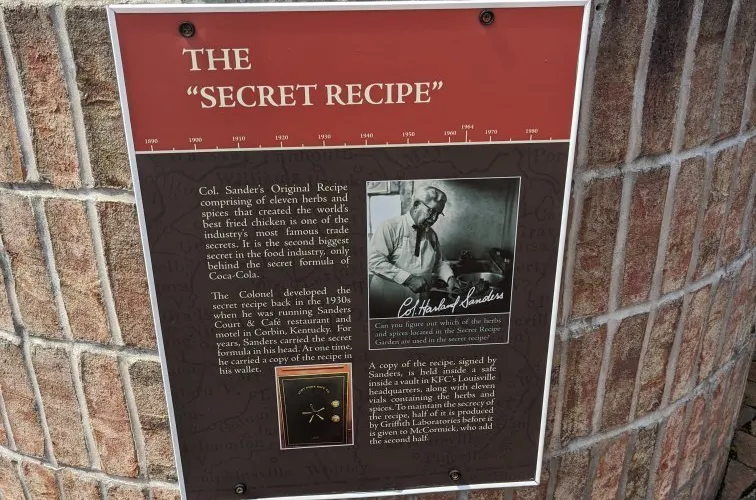 THE
“SECRET RECIPE”
1890 1900 1910 1920 1930 1940 1950 1960 1964 1970 1980
Col. Sander's Original Recipe
comprising of eleven herbs and
spices that created the world's
best fried chicken is one of the
industry's most famous trade
secrets. It is the second biggest
secret in the food industry, only
behind the secret formula of
Coca-Cola.
The Colonel developed the
secret recipe back in the 1930s
when he was running Sanders
Court & Café restaurant and
motel in Corbin, Kentucky. For
years, Sanders carried the secret
formula in his head. At one time,
he carried a copy of the recipe in
his wallet.
Col. Harland Sanders
Can you figure out which of the herbs
and spices located in the Secret Recipe
Garden are used in the secret recipe?
A copy of the recipe, signed by
Sanders, is held inside a safe
inside a vault in KFC's Louisville
headquarters, along with eleven
vials containing the herbs and
spices. To maintain the secrecy of
the recipe, half of it is produced
by Griffith Laboratories before it
is given to McCormick, who add
the second half.